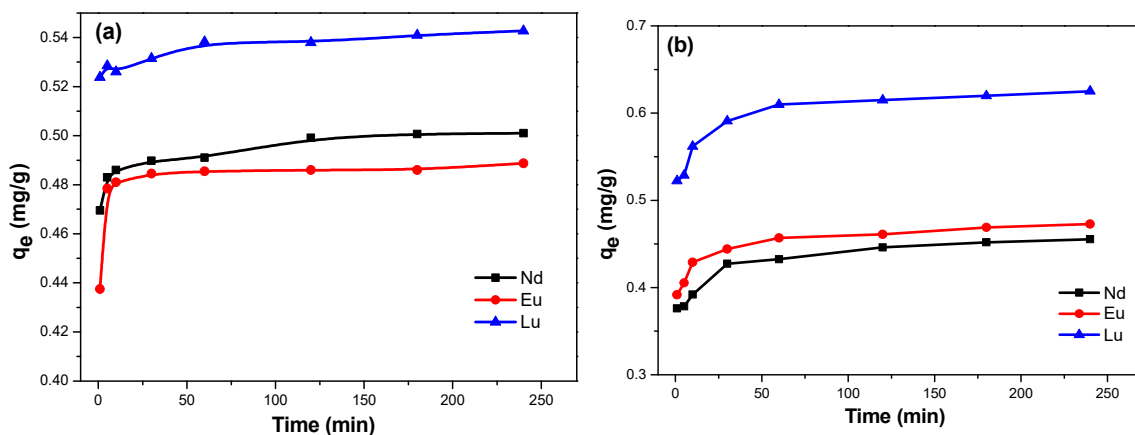 (a)
0.54
0.52
0.50
0.48
0.46
0.44
0.42
0.40
qe (mg/g)
0 50 100 150 200 250
Time (min)
Nd
Eu
Lu
(b)
0.7
0.6
0.5
0.4
0.3
qe (mg/g)
0 50 100 150 200 250
Time (min)
Nd
Eu
Lu